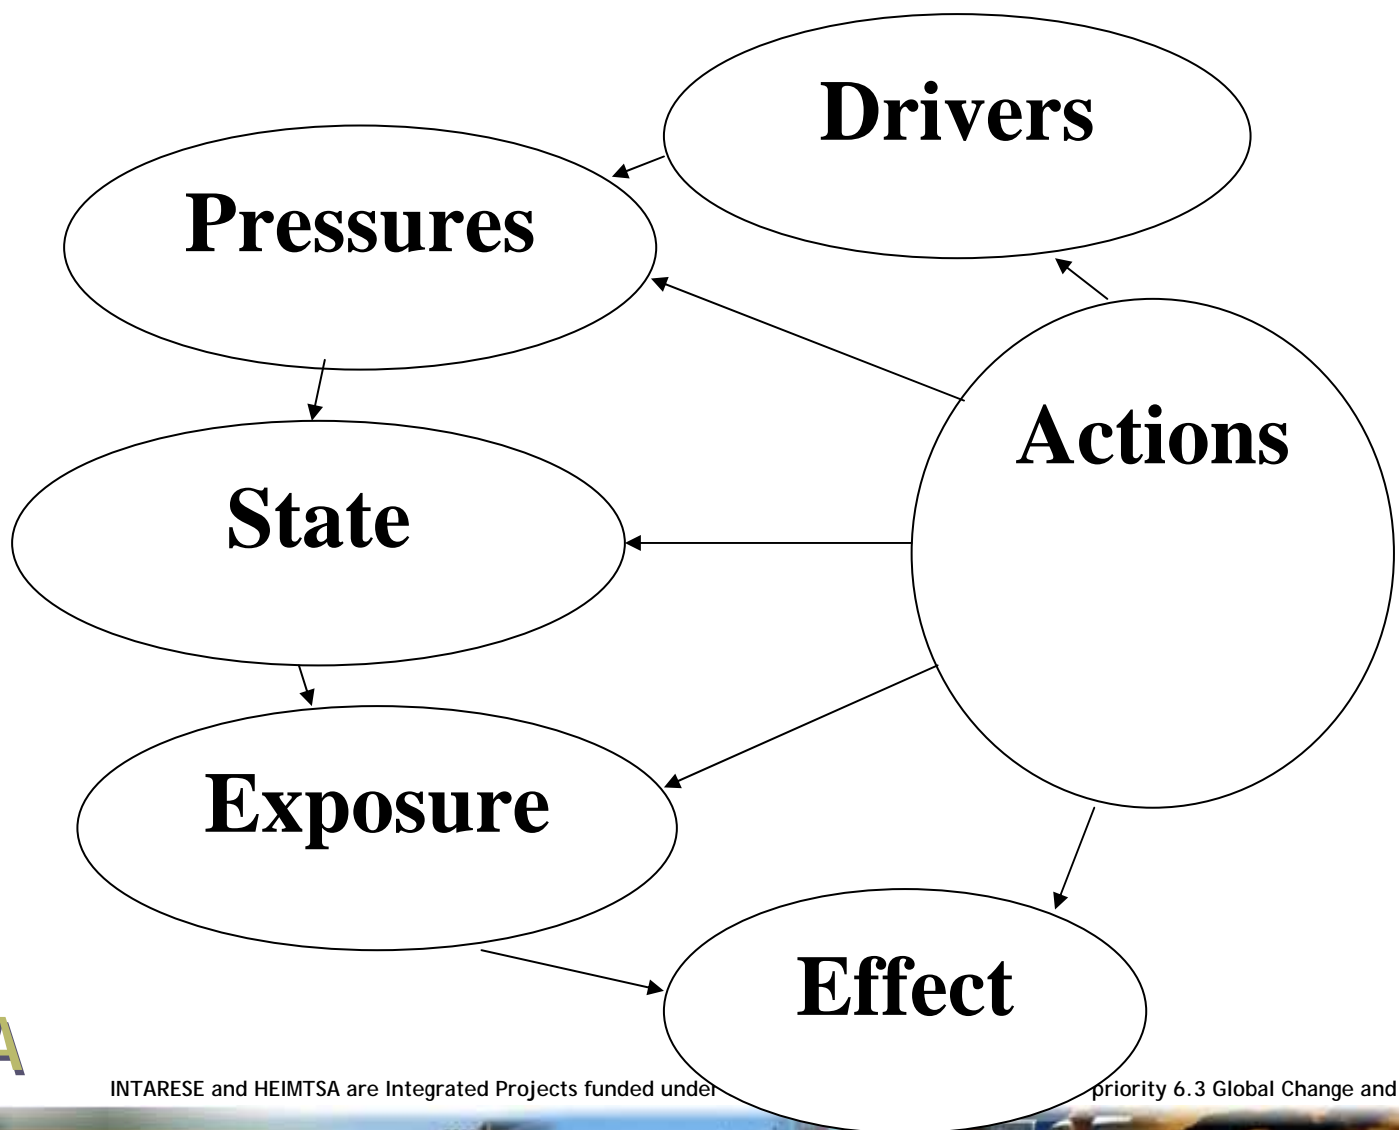 Drivers
Pressures
Actions
State
Exposure
Effect
A
INTARESE and HEIMTSA are Integrated Projects funded under
priority 6.3 Global Change and